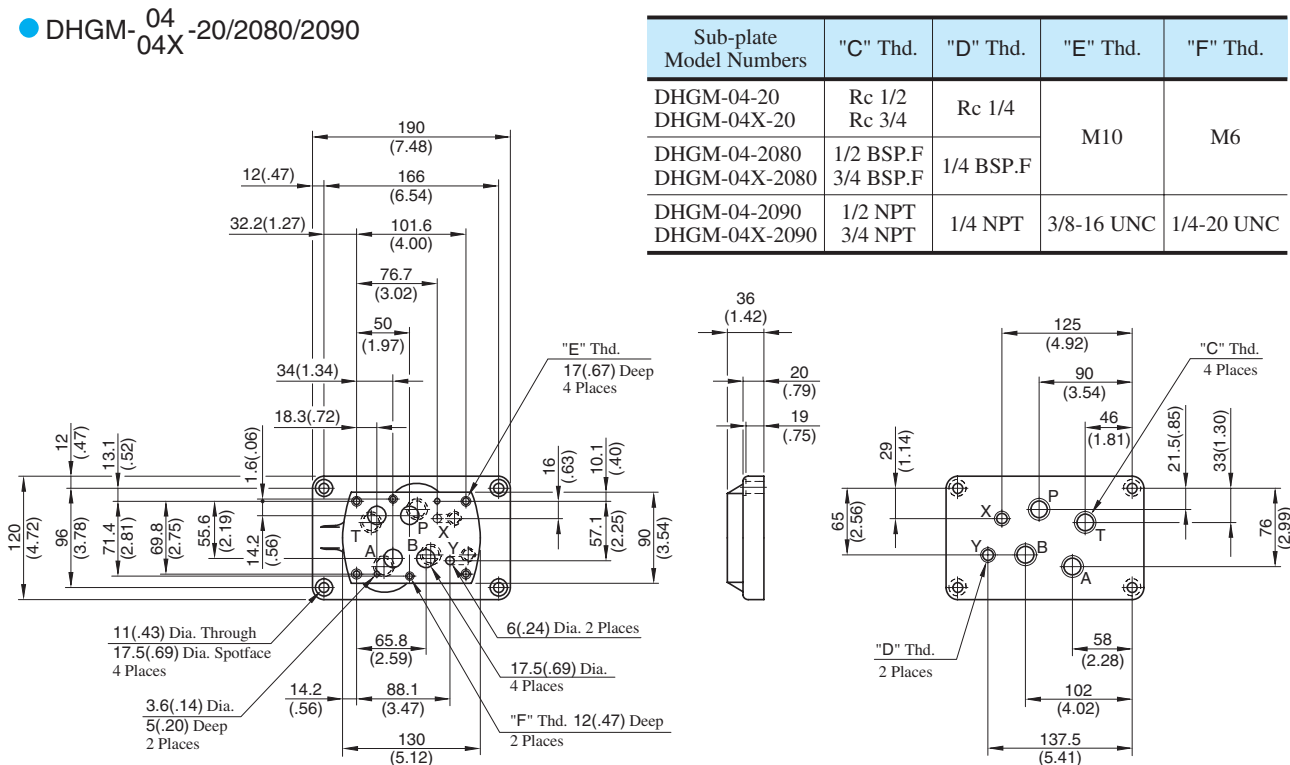 DHGM-04/04X-20/2080/2090
Sub-plate Model Numbers "C" Thd. "D" Thd. "E" Thd. "F" Thd.
DHGM-04-20 Rc 1/2 Rc 1/4 M10 M6
DHGM-04X-20 Rc 3/4
DHGM-04-2080 1/2 BSP.F 1/4 BSP.F
DHGM-04X-2080 3/4 BSP.F
DHGM-04-2090 1/2 NPT 1/4 NPT 3/8-16 UNC 1/4-20 UNC
DHGM-04X-2090 3/4 NPT
190
(7.48)
12(.47)
166
(6.54)
32.2(1.27)
101.6
(4.00)
76.7
(3.02)
50
(1.97)
34(1.34)
18.3(.72)
"E" Thd.
17(.67) Deep
4 Places
12
(.47)
13.1
(.52)
1.6(.06)
16
(.63)
10.1
(.40)
120
(4.72)
96
(3.78)
71.4
(2.81)
69.8
(2.75)
55.6
(2.19)
14.2
(.56)
57.1
(2.25)
90
(3.54)
T
P
X
A
B
Y
11(.43) Dia. Through
17.5(.69) Dia. Spotface
4 Places
3.6(.14) Dia.
5(.20) Deep
2 Places
14.2
(.56)
65.8
(2.59)
88.1
(3.47)
130
(5.12)
6(.24) Dia. 2 Places
17.5(.69) Dia.
4 Places
"F" Thd. 12(.47) Deep
2 Places
36
(1.42)
20
(.79)
19
(.75)
125
(4.92)
90
(3.54)
46
(1.81)
"C" Thd.
4 Places
29
(1.14)
21.5(.85)
33(1.30)
65
(2.56)
76
(2.99)
X
P
T
Y
B
A
"D" Thd.
2 Places
58
(2.28)
102
(4.02)
137.5
(5.41)